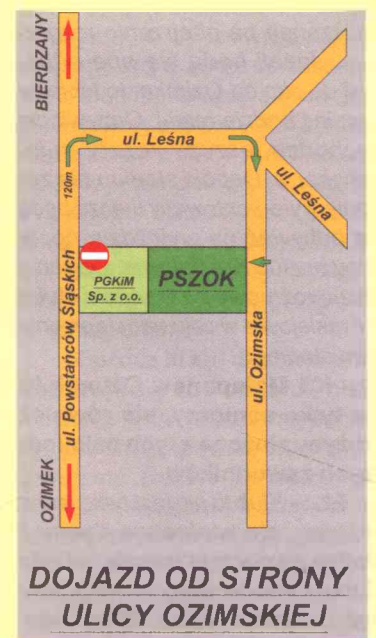 BIERDZANY
ul. Leśna
ul. Leśna
120m
PGKiM
Sp. z o.o.
PSZOK
ul. Powstańców Śląskich
ul. Ozimska
OZIMEK
DOJAZD OD STRONY
ULICY OZIMSKIEJ